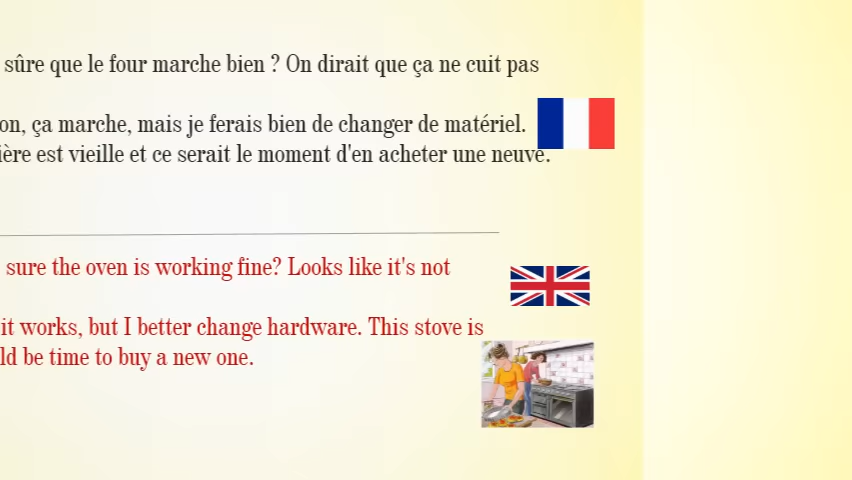 sûre que le four marche bien ? On dirait que ça ne cuit pas
on, ça marche, mais je ferais bien de changer de matériel.
ière est vieille et ce serait le moment d'en acheter une neuve.
sure the oven is working fine? Looks like it's not
it works, but I better change hardware. This stove is
ld be time to buy a new one.